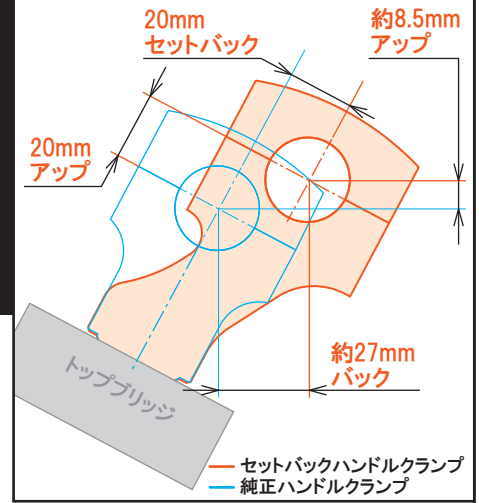 20mm
セットバック
約8.5mm
アップ
20mm
アップ
約27mm
バック
トップブリッジ
セットバックハンドルクランプ
純正ハンドルクランプ